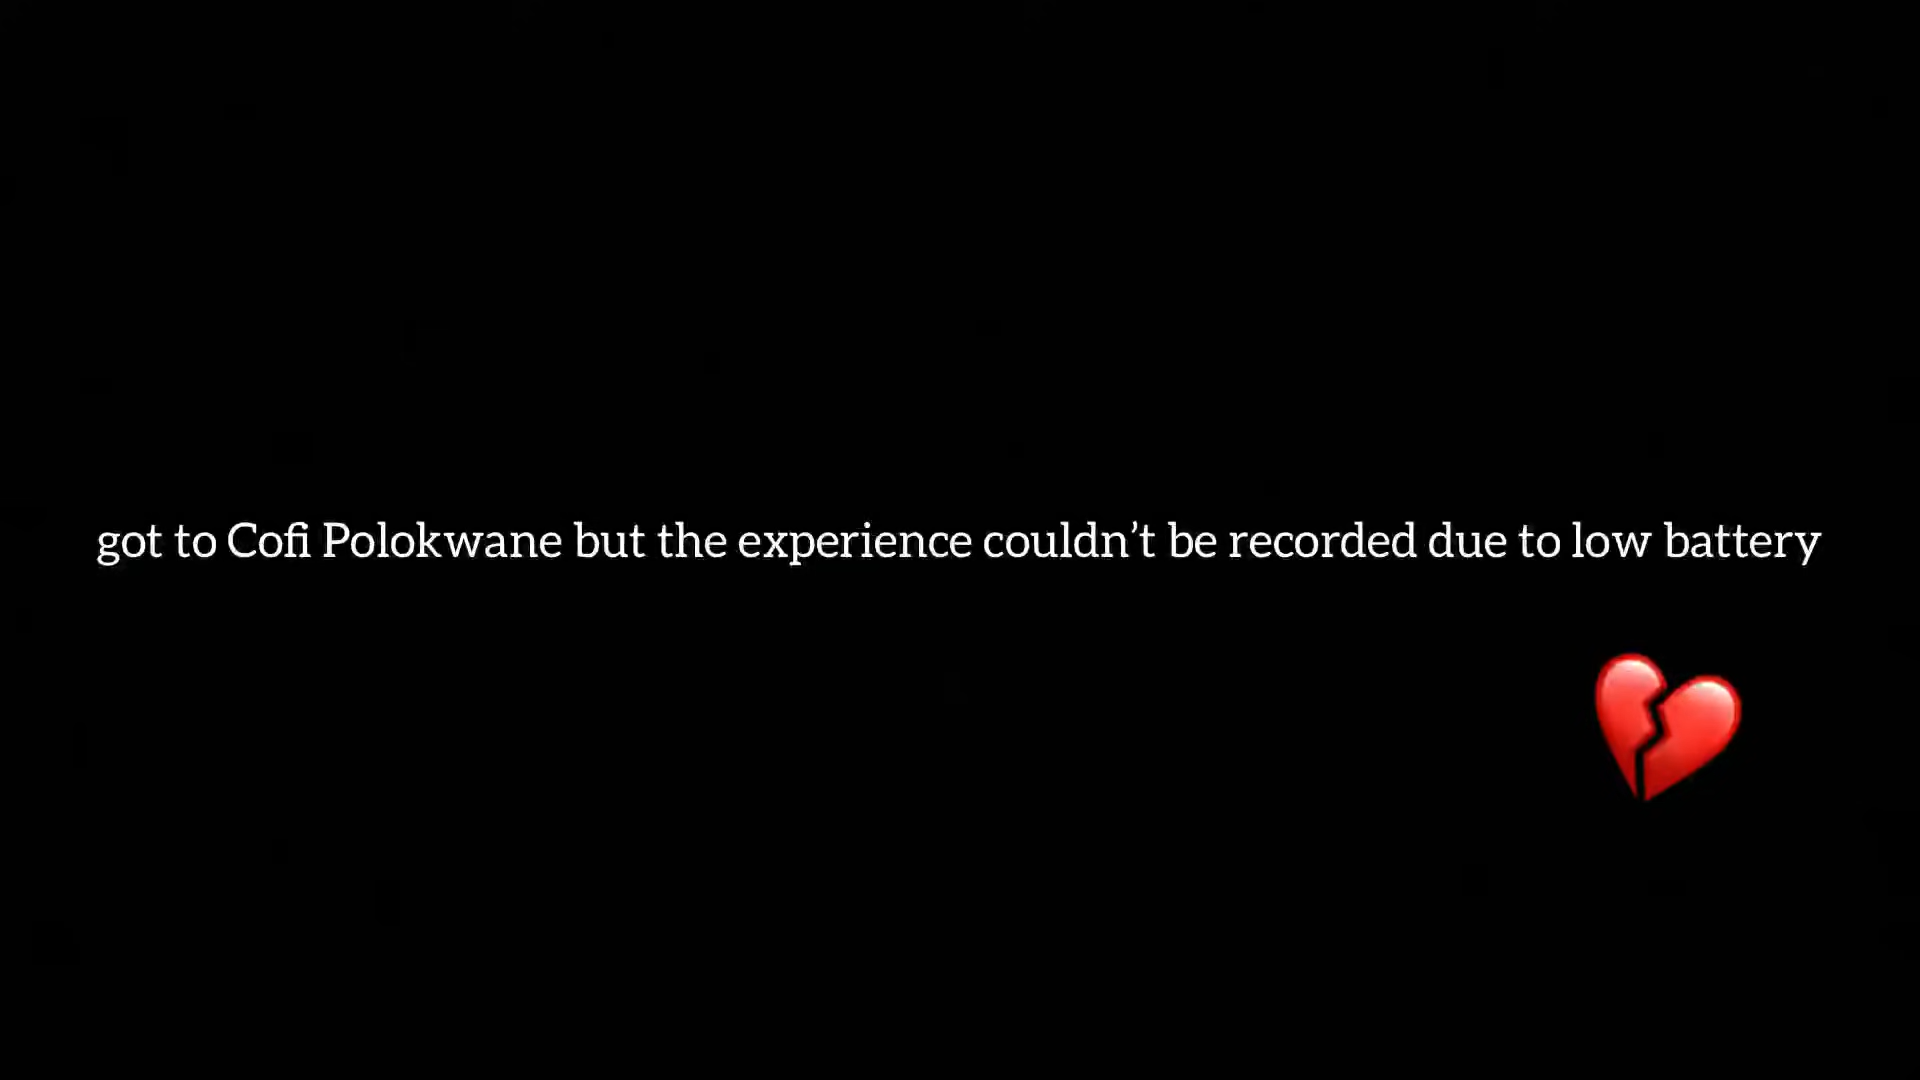 got to Cofi Polokwane but the experience couldn’t be recorded due to low battery